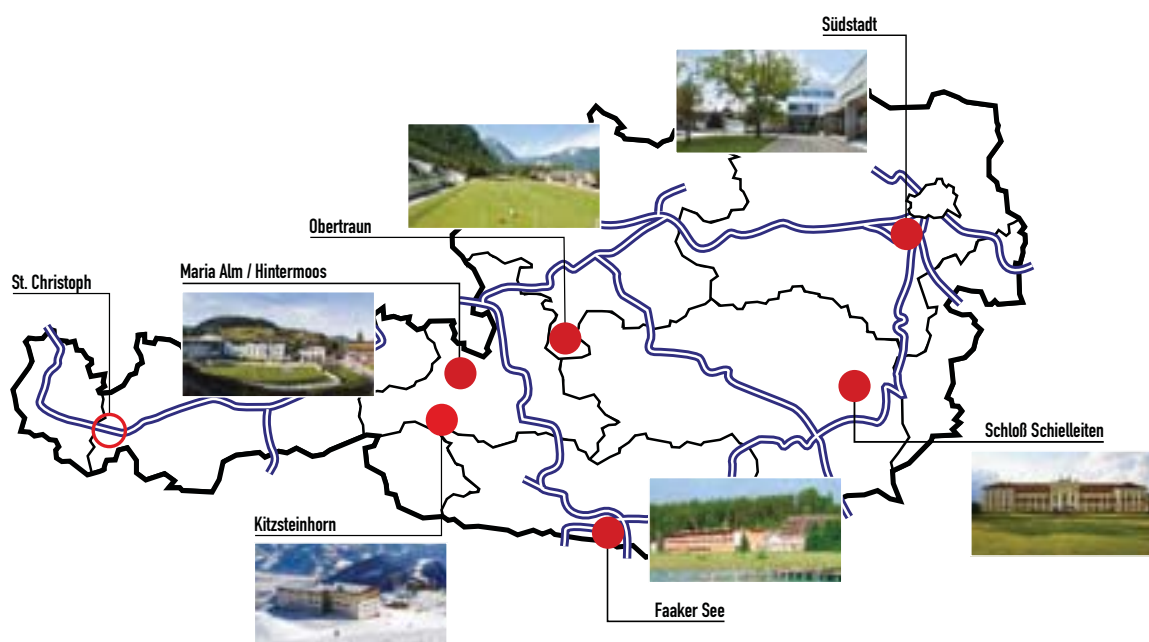 Südstadt
Obertraun
Maria Alm / Hintermoos
St. Christoph
Schloß Schielleiten
Kitzsteinhorn
Faaker See